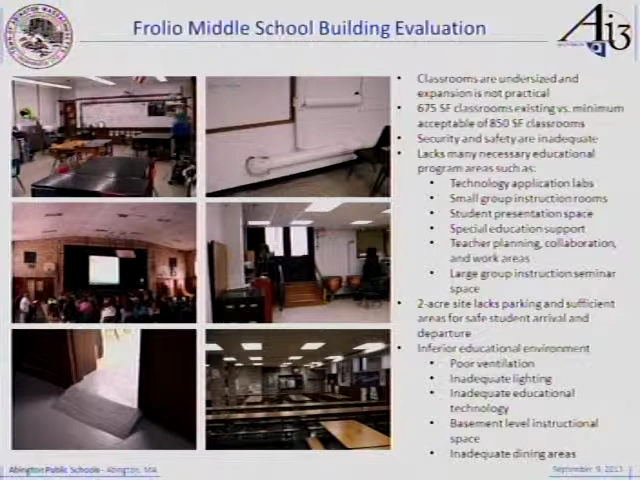 Frolio Middle School Building Evaluation
Ai3
• Classrooms are undersized and
expansion is not practical
• 675 SF classrooms existing vs. minimum
acceptable of 850 SF classrooms
• Security and safety are inadequate
• Lacks many necessary educational
program areas such as:
• Technology application labs
• Small group instruction rooms
• Student presentation space
• Special education support
• Teacher planning, collaboration,
and work areas
• Large group instruction seminar
space
• 2-acre site lacks parking and sufficient
areas for safe student arrival and
departure
• Inferior educational environment
• Poor ventilation
• Inadequate lighting
• Inadequate educational
technology
• Basement level instructional
space
• Inadequate dining areas
Abington Public Schools - Abington, MA
September 9, 2013